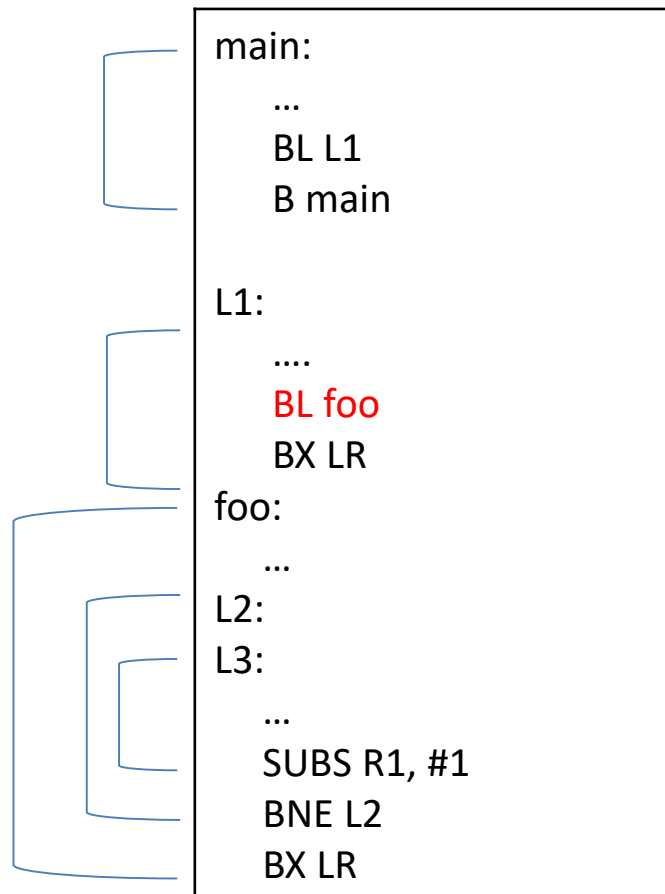 main:
…
BL L1
B main
L1:
….
BL foo
BX LR
foo:
…
L2:
L3:
…
SUBS R1, #1
BNE L2
BX LR